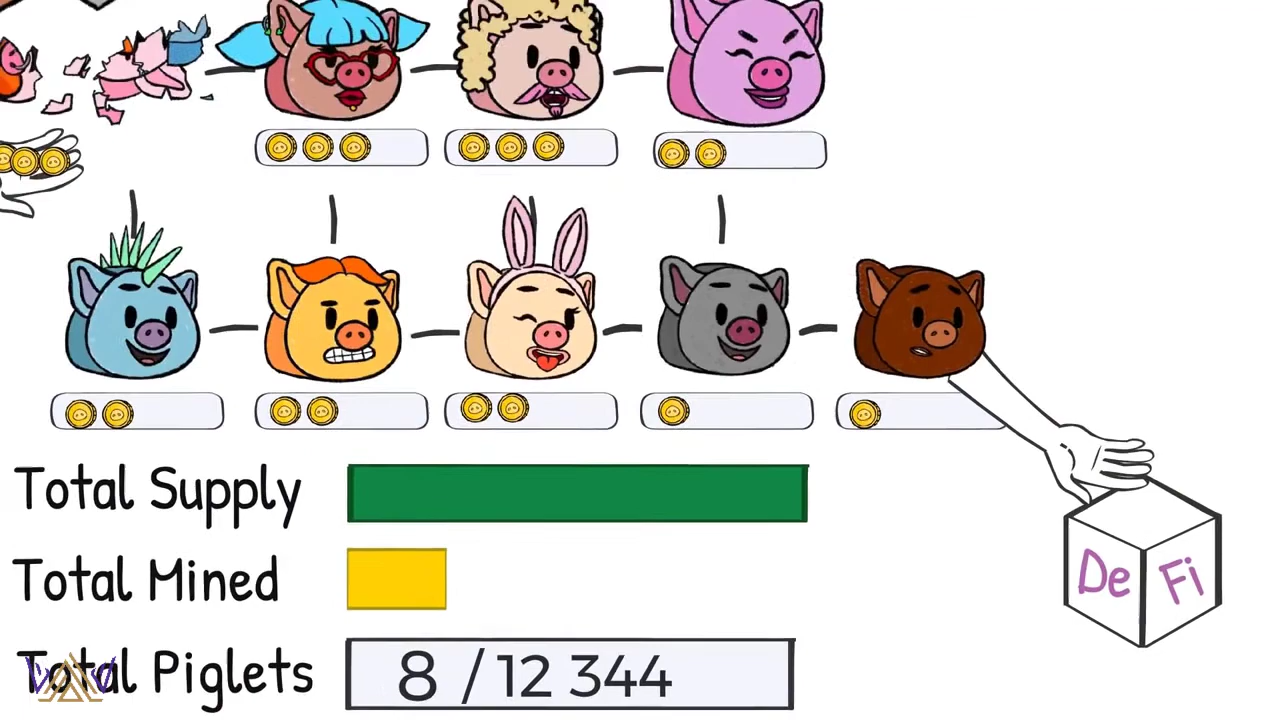 Total Supply
Total Mined
Total Piglets 8 / 12 344
De Fi